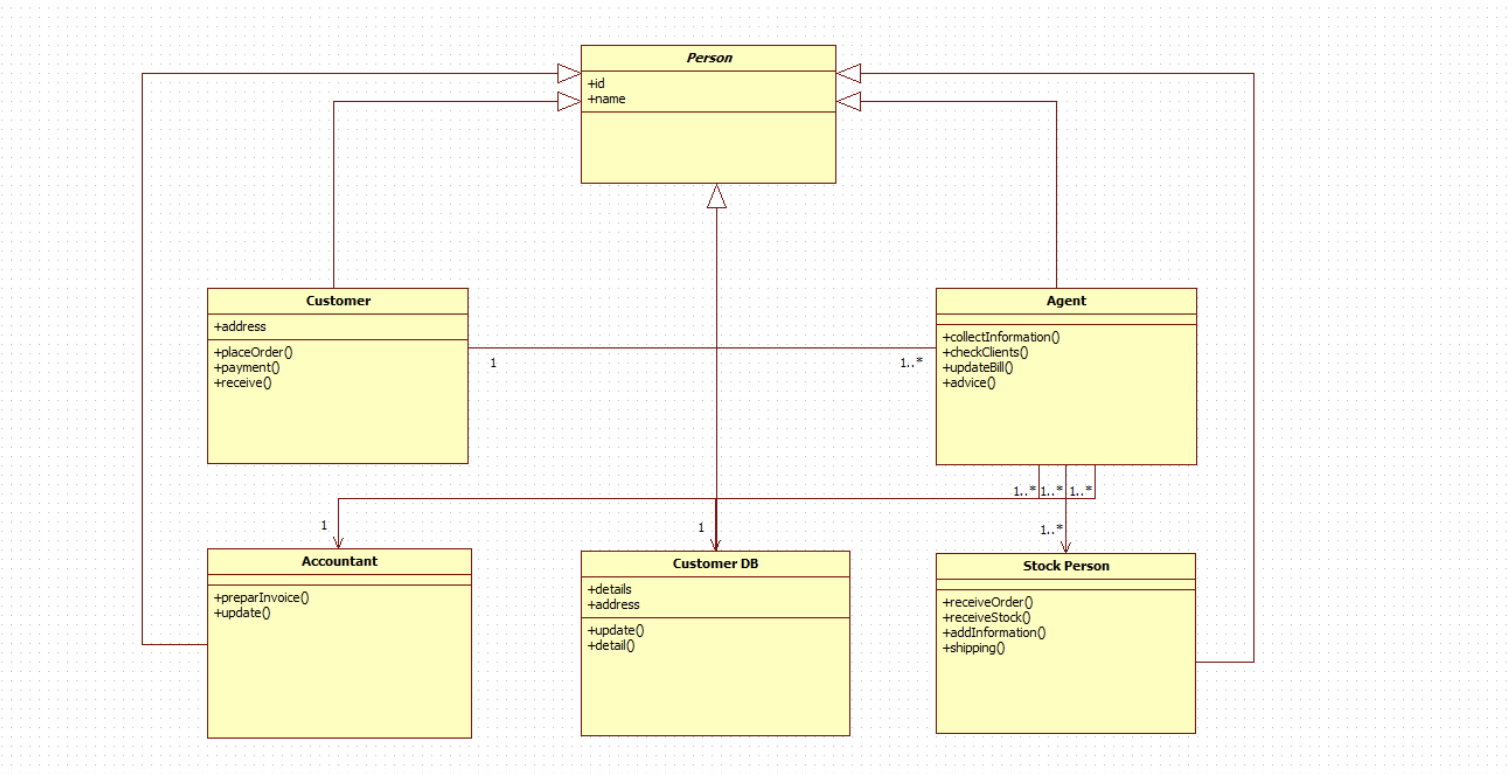 Person
+id
+name
Customer
+address
+placeOrder()
+payment()
+receive()
Agent
+collectInformation()
+checkClients()
+updateBill()
+advice()
1
1..*
1..*
1..*
1..*
1
1
1..*
Accountant
+preparInvoice()
+update()
Customer DB
+details
+address
+update()
+detail()
Stock Person
+receiveOrder()
+receiveStock()
+addInformation()
+shipping()